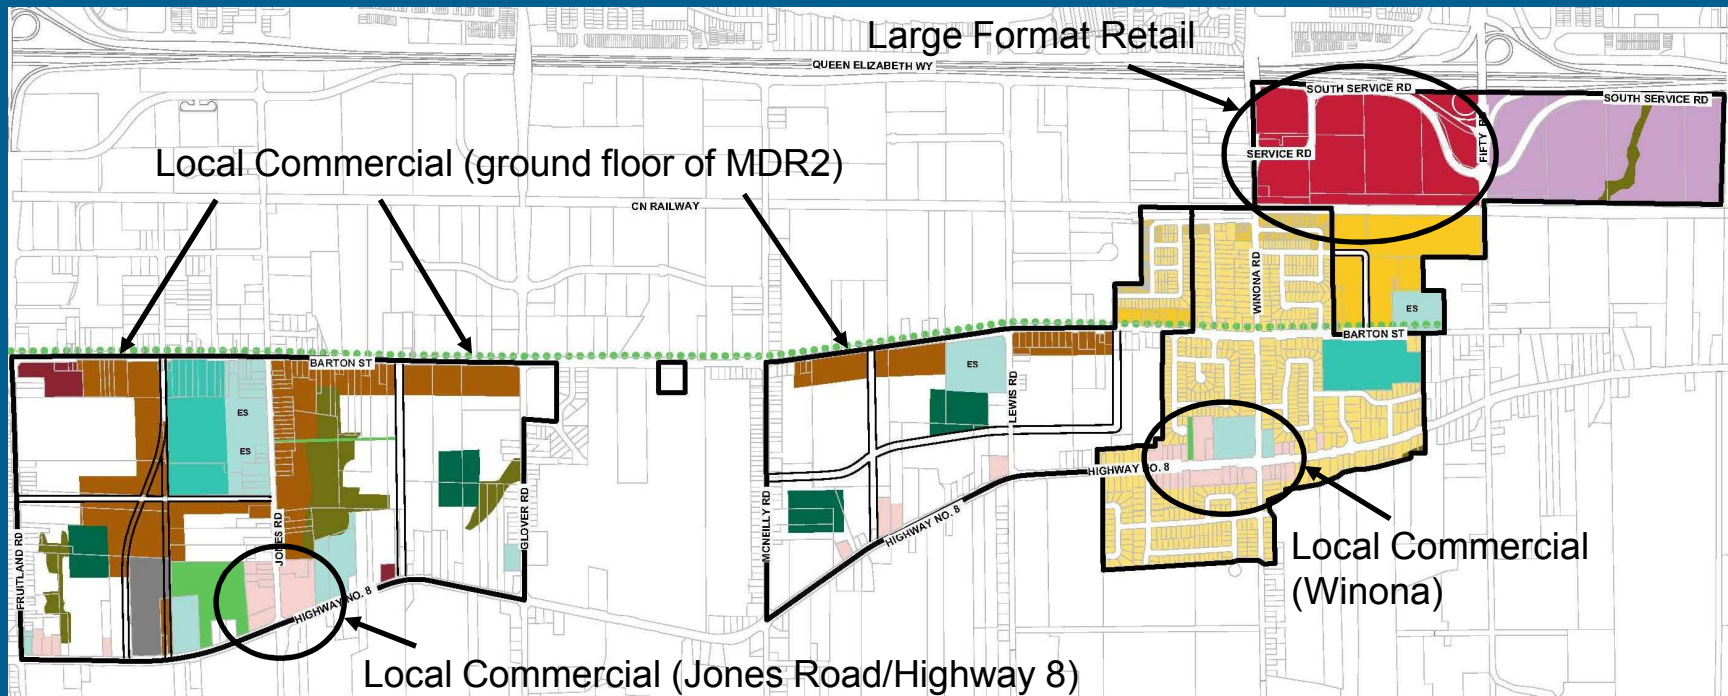 Large Format Retail
QUEEN ELIZABETH WY
SOUTH SERVICE RD
SOUTH SERVICE RD
FIFTY RD
SERVICE RD
Local Commercial (ground floor of MDR2)
CN RAILWAY
WINONA RD
ES
BARTON ST
BARTON ST
ES
LEWIS RD
ES
ES
HIGHWAY NO. 8
MCNEILLY RD
GLOVER RD
JONES RD
FRUITLAND RD
HIGHWAY NO. 8
HIGHWAY NO. 8
Local Commercial
(Winona)
Local Commercial (Jones Road/Highway 8)